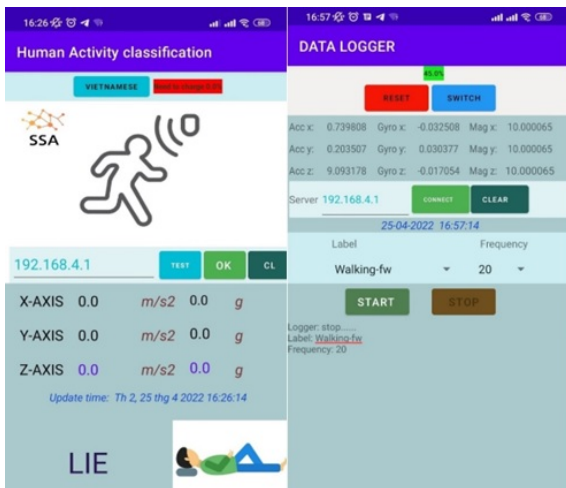 16:26
Human Activity classification
VIETNAMESE
Need to charge 0.0%
SSA
192.168.4.1 TEST OK CL
X-AXIS 0.0 m/s2 0.0 g
Y-AXIS 0.0 m/s2 0.0 g
Z-AXIS 0.0 m/s2 0.0 g
Update time: Th 2, 25 thg 4 2022 16:26:14
LIE
16:57
DATA LOGGER
45.0%
RESET SWITCH
Acc x: 0.739808 Gyro x: -0.032508 Mag x: 10.000065
Acc y: 0.203507 Gyro y: 0.030377 Mag y: 10.000065
Acc z: 9.093178 Gyro z: -0.017054 Mag z: 10.000065
Server 192.168.4.1 CONNECT CLEAR
25-04-2022 16:57:14
Label Frequency
Walking-fw 20
START STOP
Logger: stop......
Label: Walking-fw
Frequency: 20